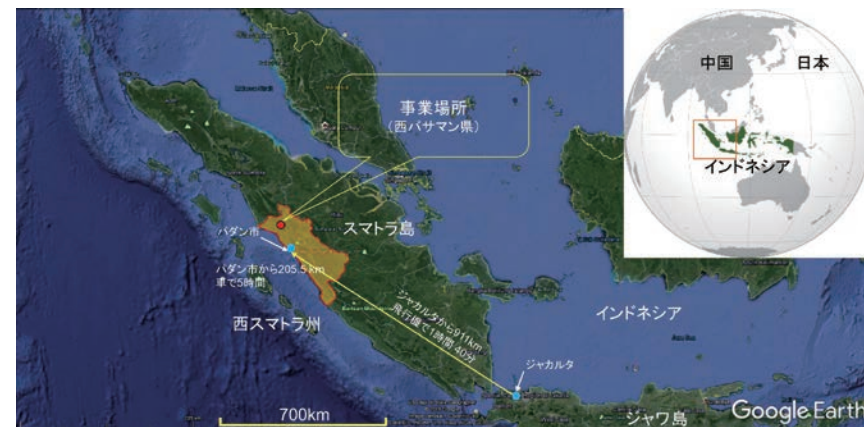 中国
日本
インドネシア
事業場所
(西パサマン県)
スマトラ島
パダン市
パダン市から205.5 km
車で5時間
ジャカルタから911km
飛行機で1時間 40分
西スマトラ州
インドネシア
ジャカルタ
700km
ジャワ島
Google Earth